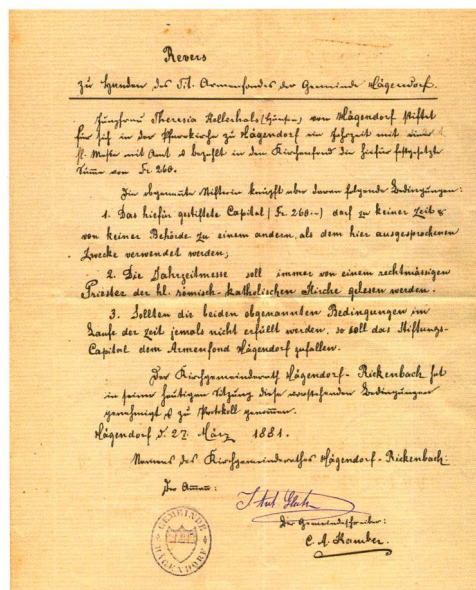 Revers
zu Handen des Tit. Armenfondes der Gemeinde Hägendorf.
Jungfrau Theresia Kellerhals (Hansen) von Hägendorf stiftet
für sich in der Pfarrkirche zu Hägendorf ein Jahrzeit mit
hl. Messe mit Amt & bezahlt in den Kirchenfond die hiefür festgesetzte
Summe von Fr. 260.
Die obgenannte Stifterin knüpft aber daran folgende Bedingungen:
1. Das hiefür gestiftete Capital (Fr. 260.--) darf zu keiner Zeit &
von keiner Behörde zu einem andern, als dem hier ausgesprochenen
Zwecke verwendet werden;
2. Die Jahrzeitmesse soll immer von einem rechtmässigen
Priester der hl. römisch-katholischen Kirche gelesen werden.
3. Sollten die beiden obgenannten Bedingungen im
Laufe der Zeit jemals nicht erfüllt werden, so soll das Stiftungs-
Capital dem Armenfond Hägendorf zufallen.
Der Kirchgemeinderath Hägendorf-Rickenbach hat
in seiner heutigen Sitzung diese vorstehenden Bedingungen
genehmigt & zu Protokoll genommen.
Hägendorf d. 27. März 1881.
Namens des Kirchgemeinderathes Hägendorf-Rickenbach:
Der Amman:
Der Gemeindeschreiber:
C. A. Kamber.
GEMEINDE
HÄGENDORF